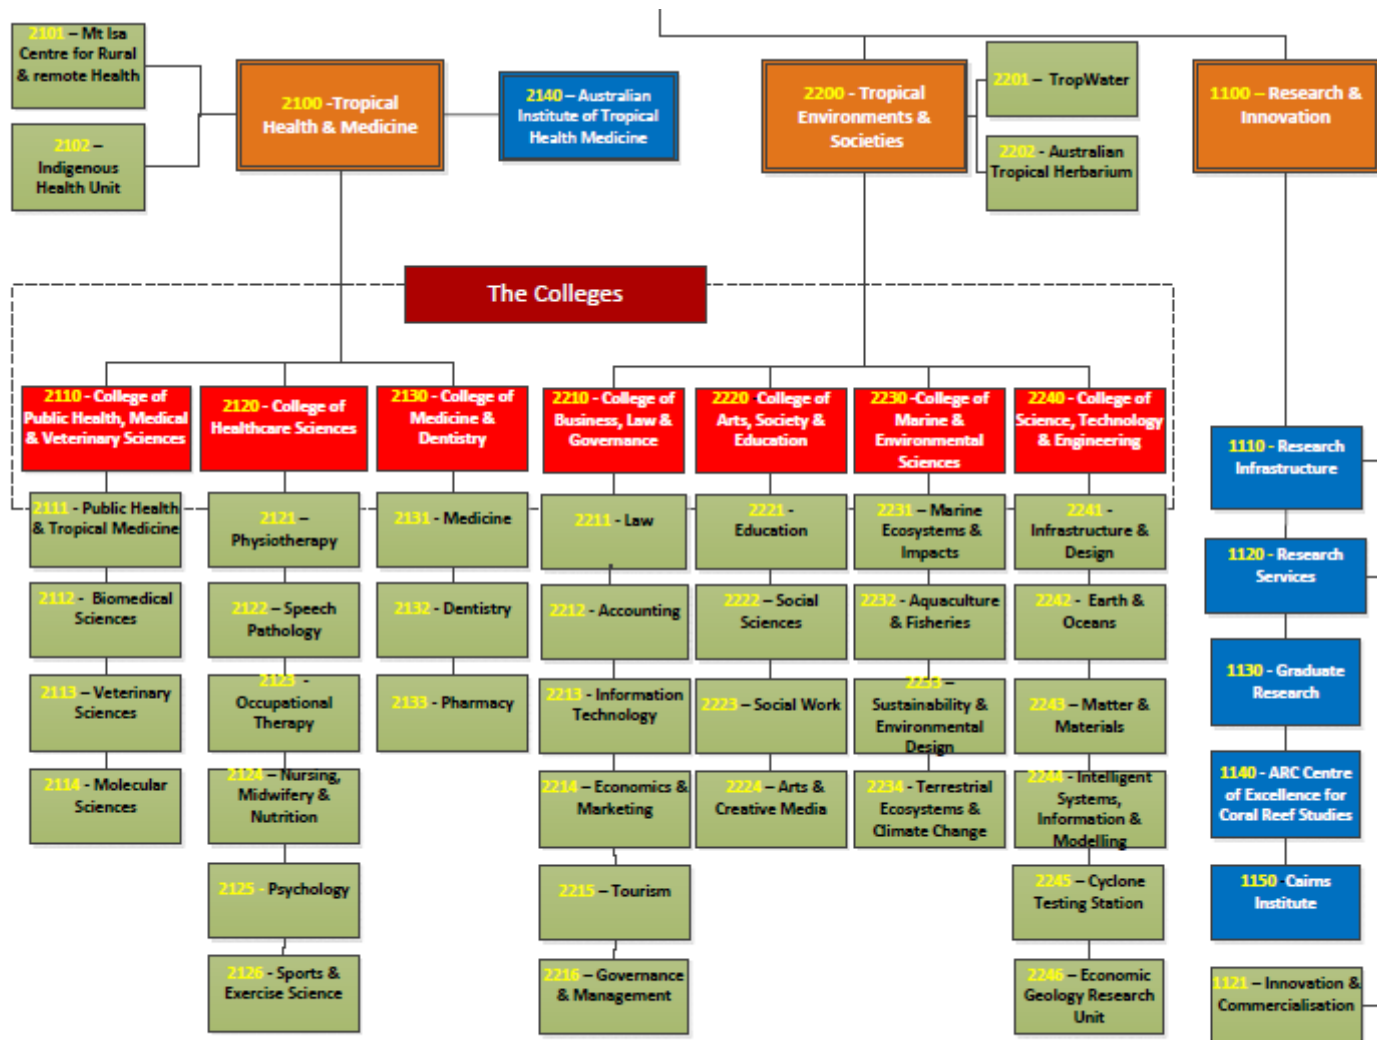 2101 – Mt Isa
Centre for Rural
& remote Health
2102 –
Indigenous
Health Unit
2100 -Tropical
Health & Medicine
2140 – Australian
Institute of Tropical
Health Medicine
2200 - Tropical
Environments &
Societies
2201 – TropWater
2202 - Australian
Tropical Herbarium
1100 – Research &
Innovation
The Colleges
2110 - College of
Public Health, Medical
& Veterinary Sciences
2111 - Public Health
& Tropical Medicine
2112 - Biomedical
Sciences
2113 – Veterinary
Sciences
2114 - Molecular
Sciences
2120 - College of
Healthcare Sciences
2121 –
Physiotherapy
2122 – Speech
Pathology
2123 -
Occupational
Therapy
2124 – Nursing,
Midwifery &
Nutrition
2125 - Psychology
2126 - Sports &
Exercise Science
2130 - College of
Medicine &
Dentistry
2131 - Medicine
2132 - Dentistry
2133 - Pharmacy
2210 - College of
Business, Law &
Governance
2211 - Law
2212 - Accounting
2213 - Information
Technology
2214 – Economics &
Marketing
2215 – Tourism
2216 – Governance
& Management
2220 College of
Arts, Society &
Education
2221 -
Education
2222 – Social
Sciences
2223 – Social Work
2224 – Arts &
Creative Media
2230 -College of
Marine &
Environmental
Sciences
2231 – Marine
Ecosystems &
Impacts
2232 - Aquaculture
& Fisheries
2233 –
Sustainability &
Environmental
Design
2234 – Terrestrial
Ecosystems &
Climate Change
2240 - College of
Science, Technology
& Engineering
2241 -
Infrastructure &
Design
2242 - Earth &
Oceans
2243 – Matter &
Materials
2244 – Intelligent
Systems,
Information &
Modelling
2245 – Cyclone
Testing Station
2246 – Economic
Geology Research
Unit
1110 - Research
Infrastructure
1120 - Research
Services
1130 - Graduate
Research
1140 - ARC Centre
of Excellence for
Coral Reef Studies
1150 Cairns
Institute
1121 – Innovation &
Commercialisation